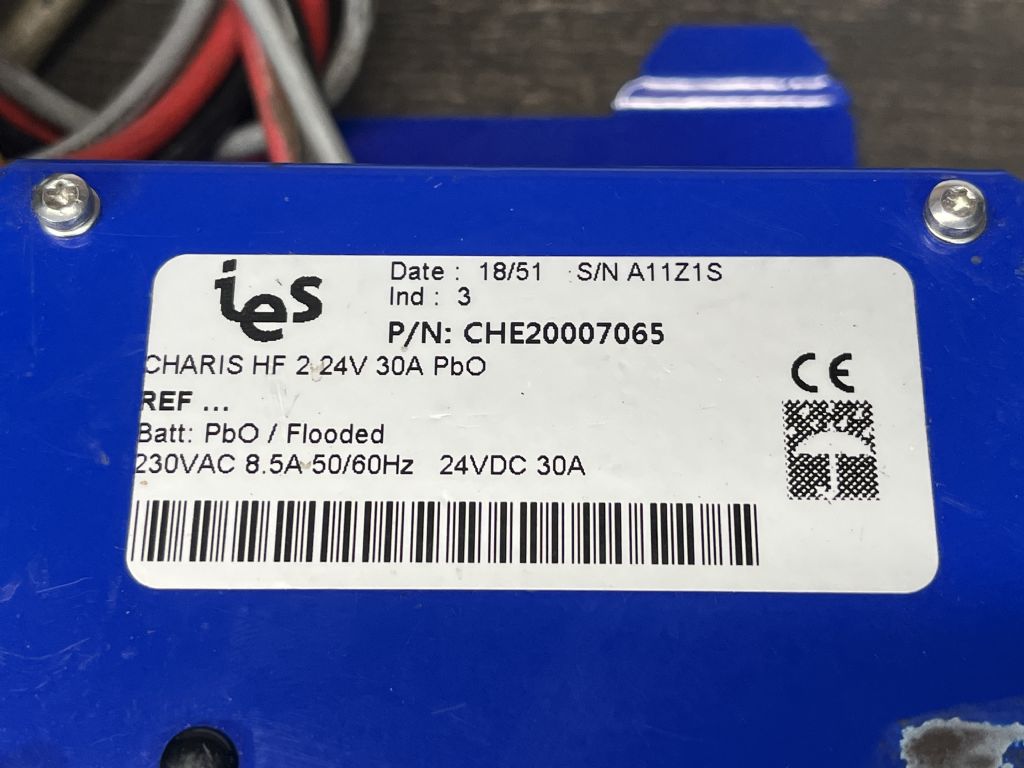 ies
Date : 18/51 S/N A11Z1S
Ind : 3
P/N: CHE20007065
CHARIS HF 2 24V 30A PbO
REF ...
Batt: PbO / Flooded
230VAC 8.5A 50/60Hz 24VDC 30A
CE